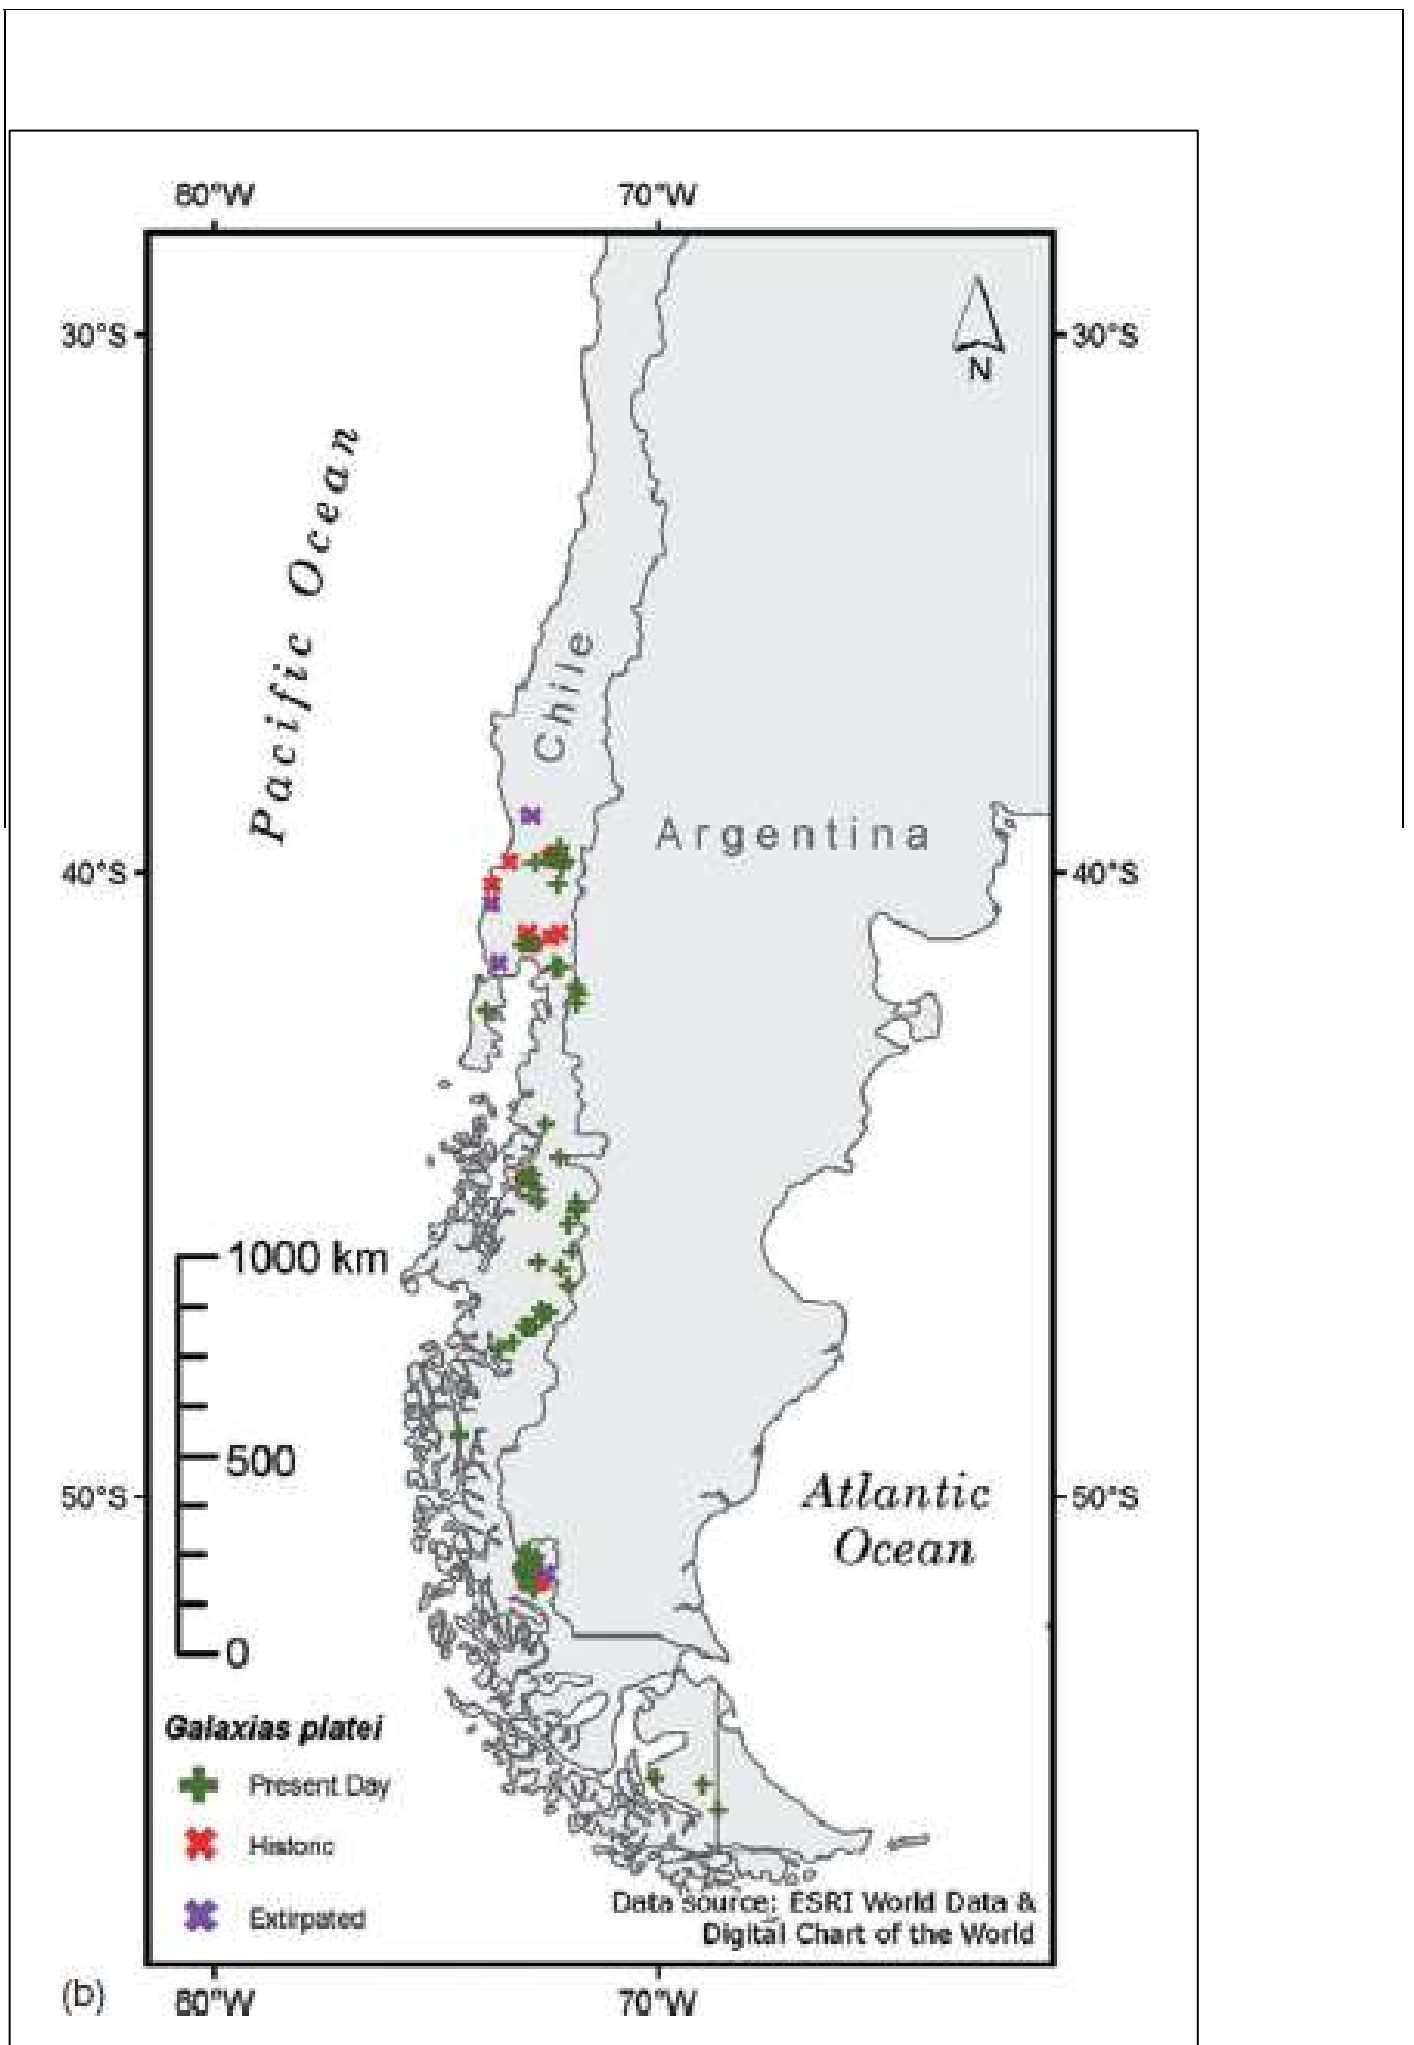 80°W 70°W
30°S 30°S
N
Pacific Ocean
Chile
Argentina
40°S 40°S
1000 km
500
Atlantic
Ocean
50°S 50°S
0
Galaxias platei
Present Day
Historic
Extirpated
Data source: ESRI World Data &
Digital Chart of the World
(b)
80°W 70°W